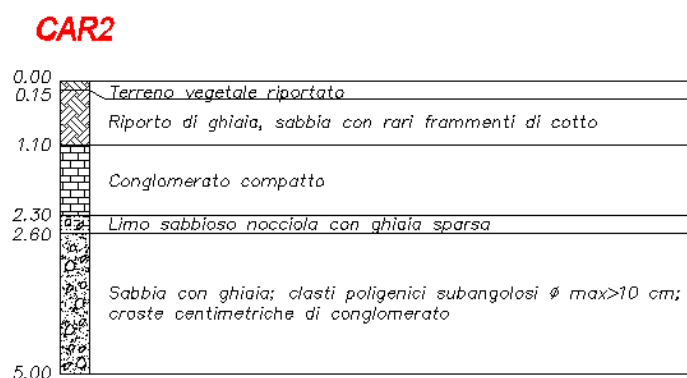 CAR2
0.00
0.15
Terreno vegetale riportato
Riporto di ghiaia, sabbia con rari frammenti di cotto
1.10
Conglomerato compatto
2.30
Limo sabbioso nocciola con ghiaia sparsa
2.60
Sabbia con ghiaia; clasti poligenici subangolosi ø max>10 cm;
croste centimetriche di conglomerato
5.00